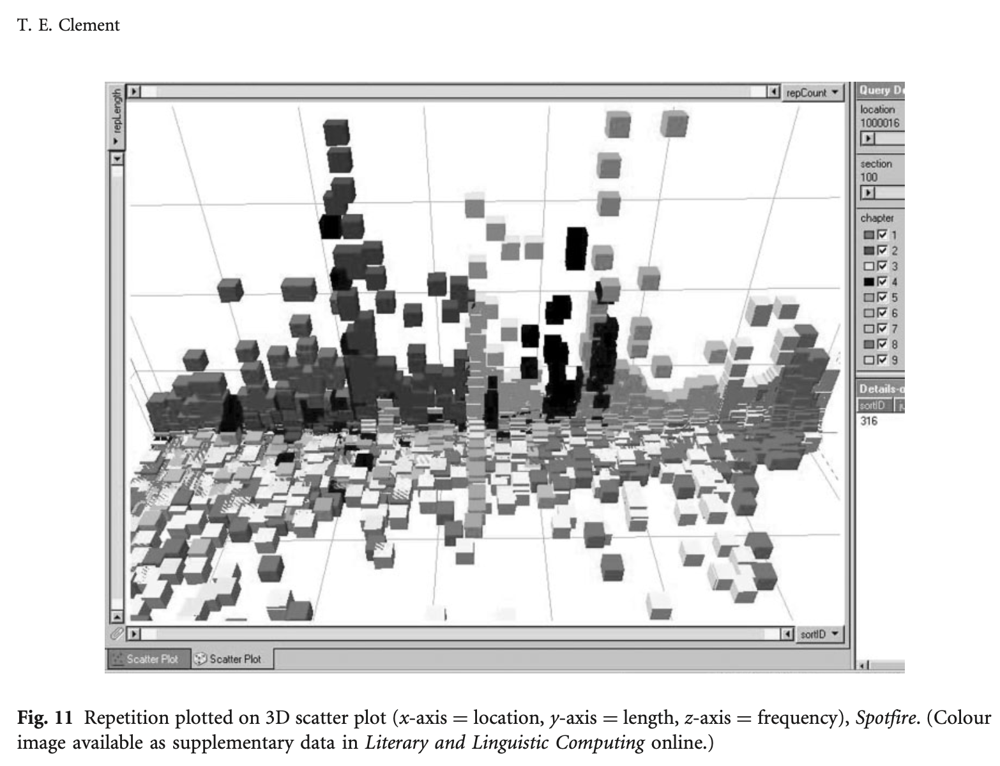 T. E. Clement
repLength
repCount
Query De
location
1000016
section
100
chapter
1
2
3
4
5
6
7
8
9
Details-o
sortID
316
sortID
Scatter Plot
Scatter Plot
Fig. 11 Repetition plotted on 3D scatter plot (x-axis = location, y-axis = length, z-axis = frequency), Spotfire. (Colour
image available as supplementary data in Literary and Linguistic Computing online.)